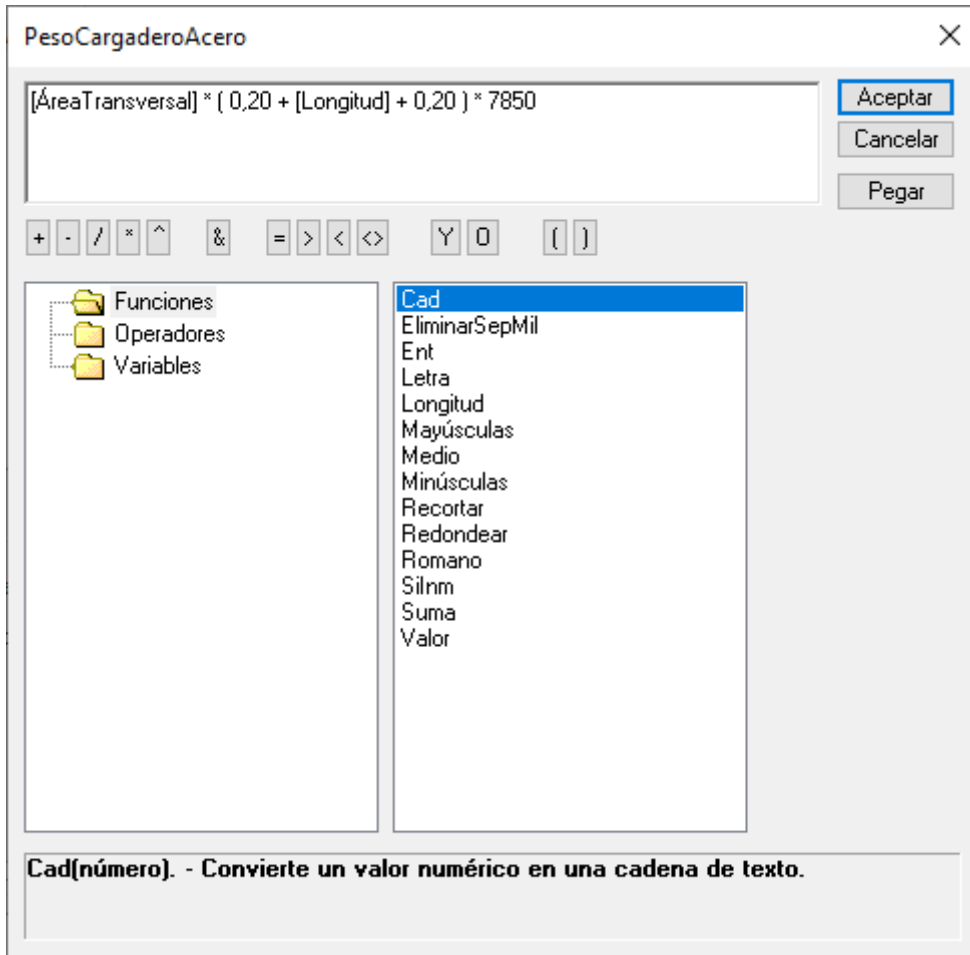 PesoCargaderoAcero
[ÁreaTransversal] * ( 0,20 + [Longitud] + 0,20 ) * 7850
Aceptar
Cancelar
Pegar
+ - / * ^ & = > < <> Y O ( )
Funciones
Operadores
Variables
Cad
EliminarSepMil
Ent
Letra
Longitud
Mayúsculas
Medio
Minúsculas
Recortar
Redondear
Romano
SiInm
Suma
Valor
Cad(número). - Convierte un valor numérico en una cadena de texto.